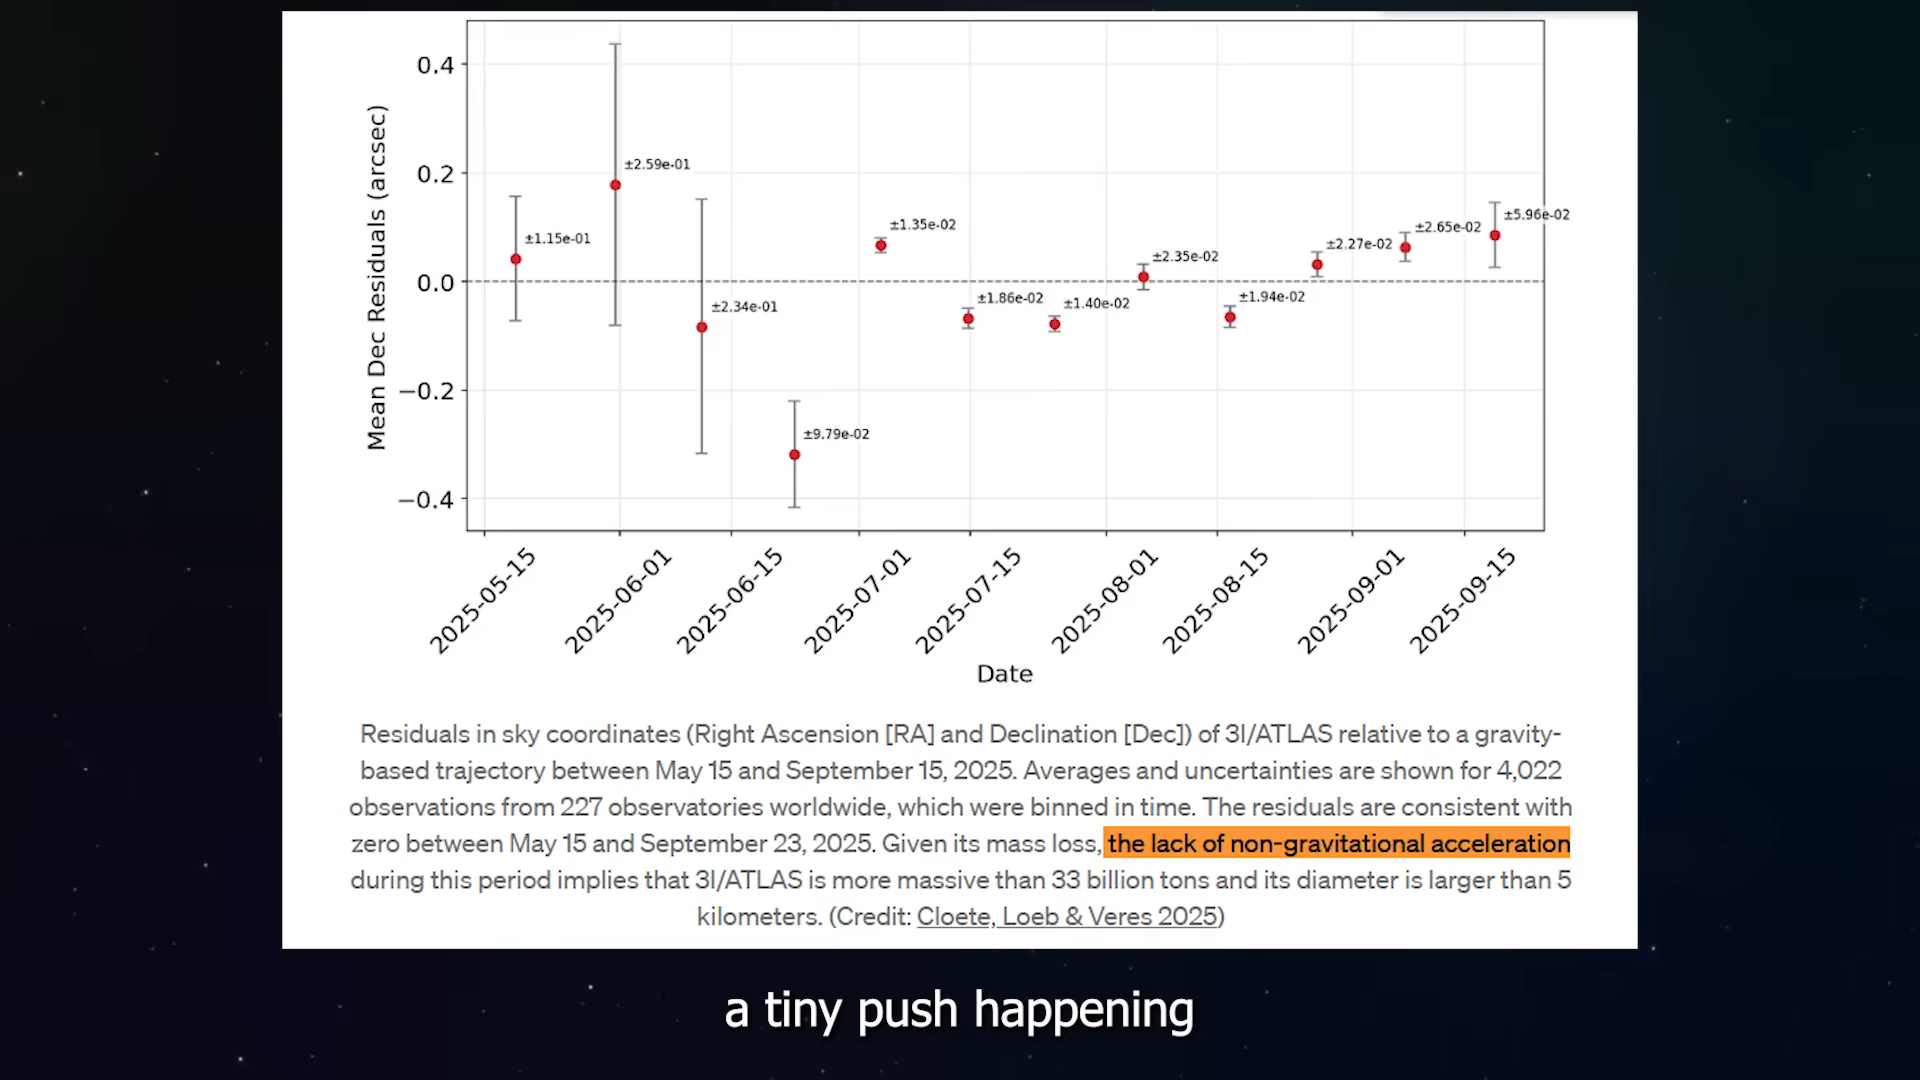 0.4
0.2
0.0
−0.2
−0.4
Mean Dec Residuals (arcsec)
±1.15e-01
±2.59e-01
±2.34e-01
±9.79e-02
±1.35e-02
±1.86e-02
±1.40e-02
±2.35e-02
±1.94e-02
±2.27e-02
±2.65e-02
±5.96e-02
2025-05-15
2025-06-01
2025-06-15
2025-07-01
2025-07-15
2025-08-01
2025-08-15
2025-09-01
2025-09-15
Date
Residuals in sky coordinates (Right Ascension [RA] and Declination [Dec]) of 3I/ATLAS relative to a gravity-
based trajectory between May 15 and September 15, 2025. Averages and uncertainties are shown for 4,022
observations from 227 observatories worldwide, which were binned in time. The residuals are consistent with
zero between May 15 and September 23, 2025. Given its mass loss, the lack of non-gravitational acceleration
during this period implies that 3I/ATLAS is more massive than 33 billion tons and its diameter is larger than 5
kilometers. (Credit: Cloete, Loeb & Veres 2025)
a tiny push happening